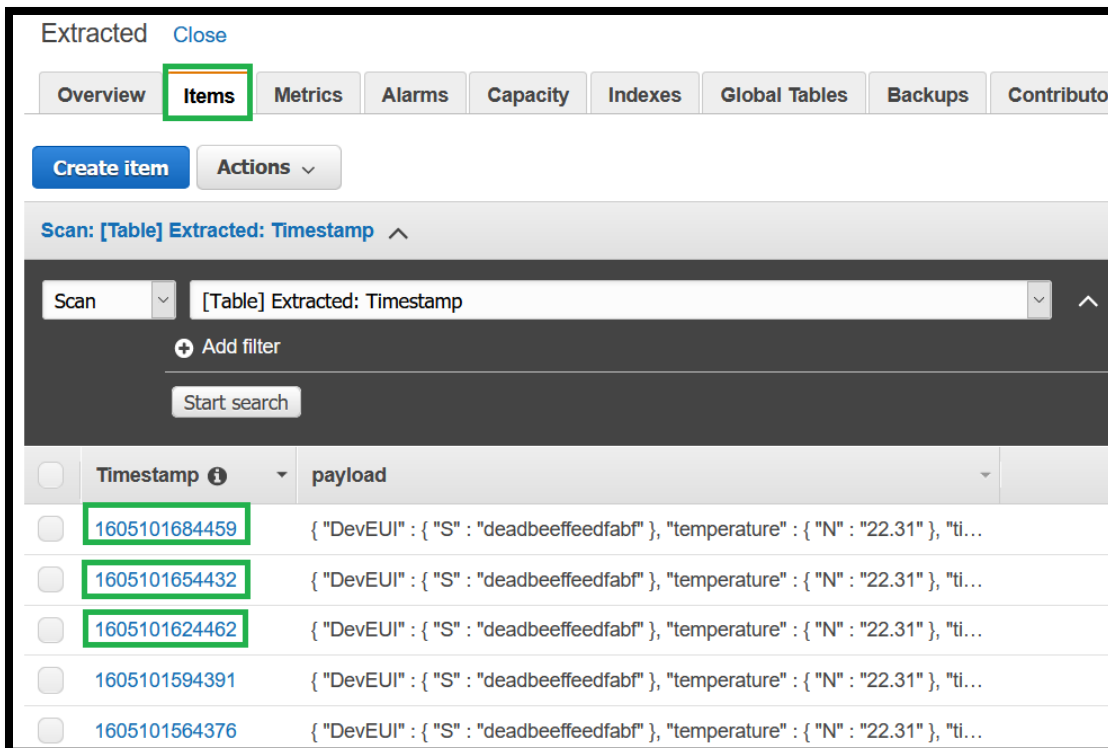 Extracted Close
Overview Items Metrics Alarms Capacity Indexes Global Tables Backups Contributo
Create item Actions
Scan: [Table] Extracted: Timestamp
Scan [Table] Extracted: Timestamp
Add filter
Start search
Timestamp payload
1605101684459 { "DevEUI" : { "S" : "deadbeeffeedfabf" }, "temperature" : { "N" : "22.31" }, "ti...
1605101654432 { "DevEUI" : { "S" : "deadbeeffeedfabf" }, "temperature" : { "N" : "22.31" }, "ti...
1605101624462 { "DevEUI" : { "S" : "deadbeeffeedfabf" }, "temperature" : { "N" : "22.31" }, "ti...
1605101594391 { "DevEUI" : { "S" : "deadbeeffeedfabf" }, "temperature" : { "N" : "22.31" }, "ti...
1605101564376 { "DevEUI" : { "S" : "deadbeeffeedfabf" }, "temperature" : { "N" : "22.31" }, "ti...